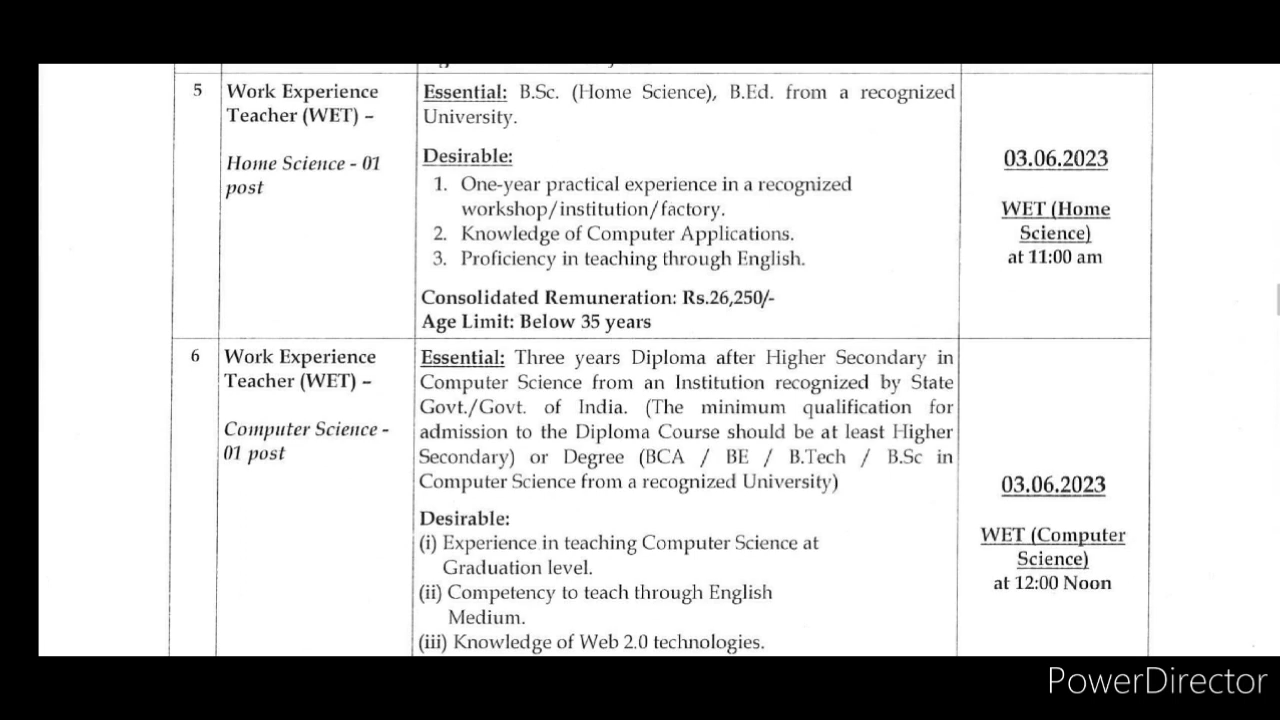 5
Work Experience
Teacher (WET) –
Home Science - 01
post
Essential: B.Sc. (Home Science), B.Ed. from a recognized
University.
Desirable:
1. One-year practical experience in a recognized
workshop/institution/factory.
2. Knowledge of Computer Applications.
3. Proficiency in teaching through English.
Consolidated Remuneration: Rs.26,250/-
Age Limit: Below 35 years
03.06.2023
WET (Home
Science)
at 11:00 am
6
Work Experience
Teacher (WET) –
Computer Science -
01 post
Essential: Three years Diploma after Higher Secondary in
Computer Science from an Institution recognized by State
Govt./Govt. of India. (The minimum qualification for
admission to the Diploma Course should be at least Higher
Secondary) or Degree (BCA / BE / B.Tech / B.Sc in
Computer Science from a recognized University)
Desirable:
(i) Experience in teaching Computer Science at
Graduation level.
(ii) Competency to teach through English
Medium.
(iii) Knowledge of Web 2.0 technologies.
03.06.2023
WET (Computer
Science)
at 12:00 Noon
PowerDirector